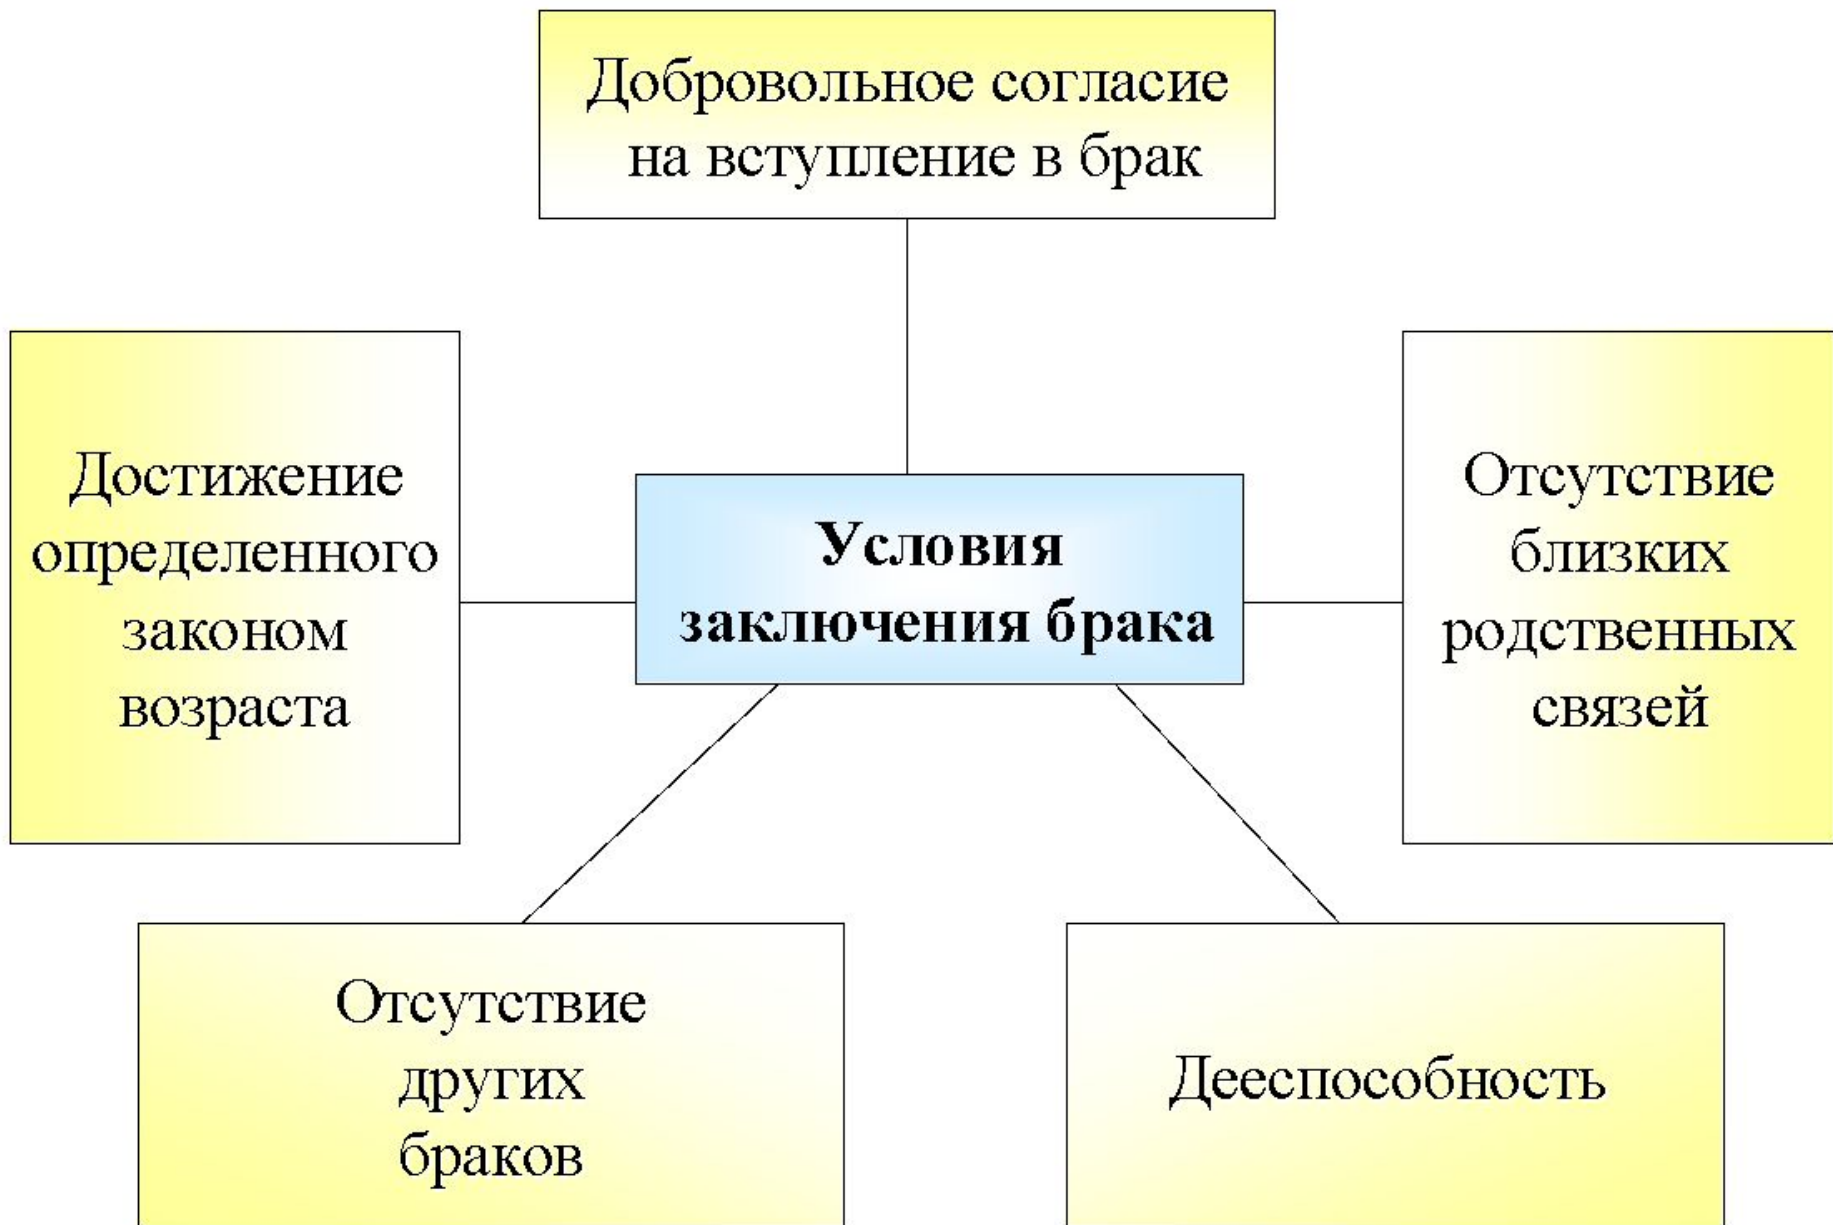 Добровольное согласие
на вступление в брак
Достижение
определенного
законом
возраста
Условия
заключения брака
Отсутствие
близких
родственных
связей
Отсутствие
других
браков
Дееспособность